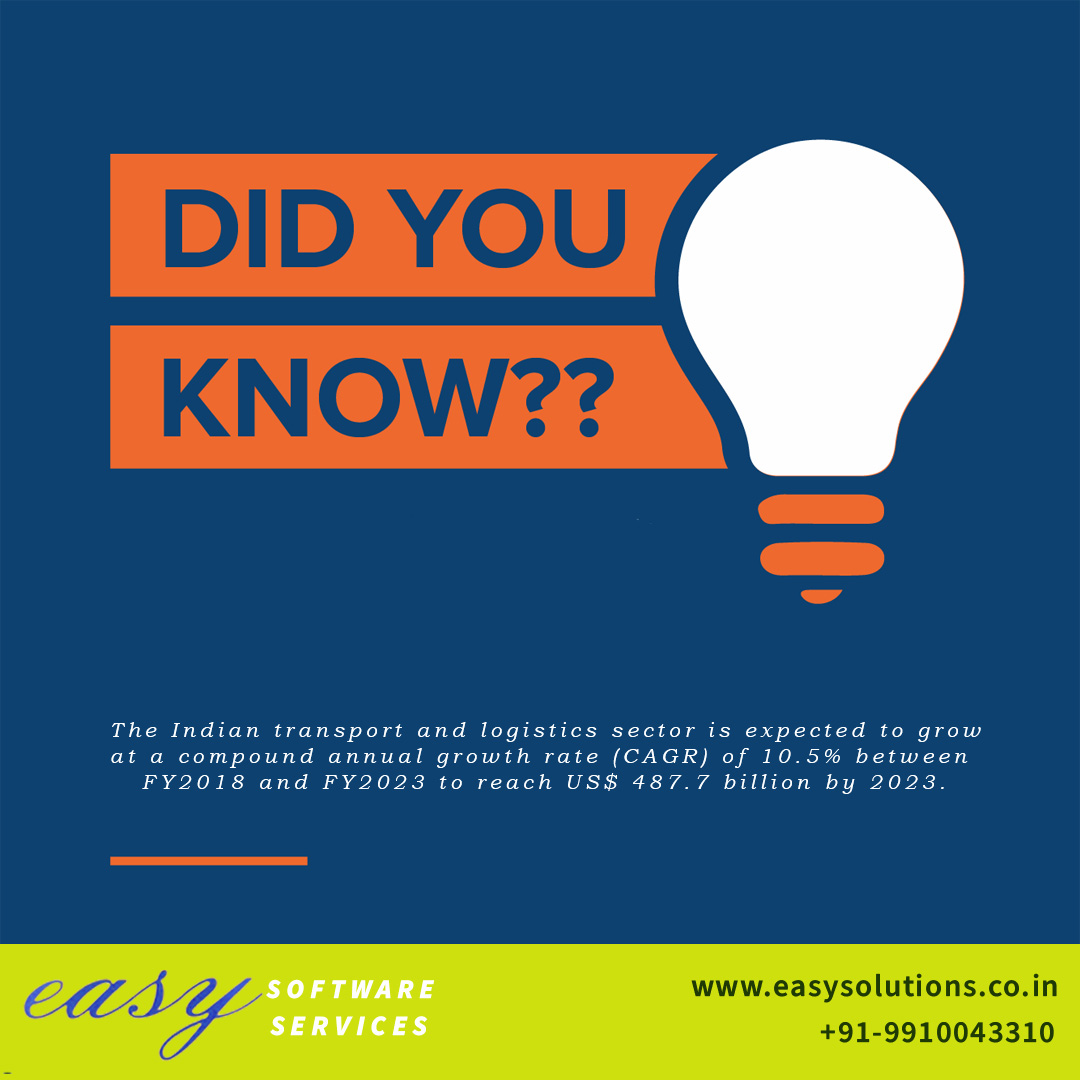 DID YOU
KNOW??
The Indian transport and logistics sector is expected to grow
at a compound annual growth rate (CAGR) of 10.5% between
FY2018 and FY2023 to reach US$ 487.7 billion by 2023.
easy SOFTWARE
SERVICES
www.easysolutions.co.in
+91-9910043310